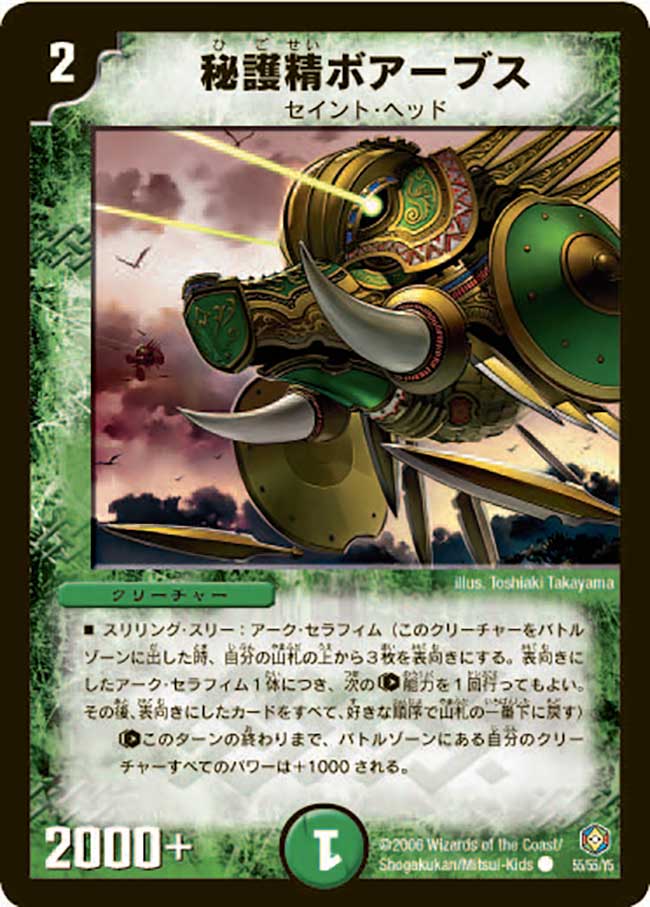 2
ひごせい
秘護精ボアーブス
セイント・ヘッド
illus. Toshiaki Takayama
クリーチャー
■ スリリング・スリー：アーク・セラフィム（このクリーチャーをバトル
ゾーンに出した時、自分の山札の上から３枚を表向きにする。表向きに
したアーク・セラフィム１体につき、次の 能力を１回行ってもよい。
その後、表向きにしたカードをすべて、好きな順序で山札の一番下に戻す）
このターンの終わりまで、バトルゾーンにある自分のクリー
チャーすべてのパワーは＋1000 される。
2000+
1
©2006 Wizards of the Coast/
Shogakukan/Mitsui-Kids
55/55/Y5